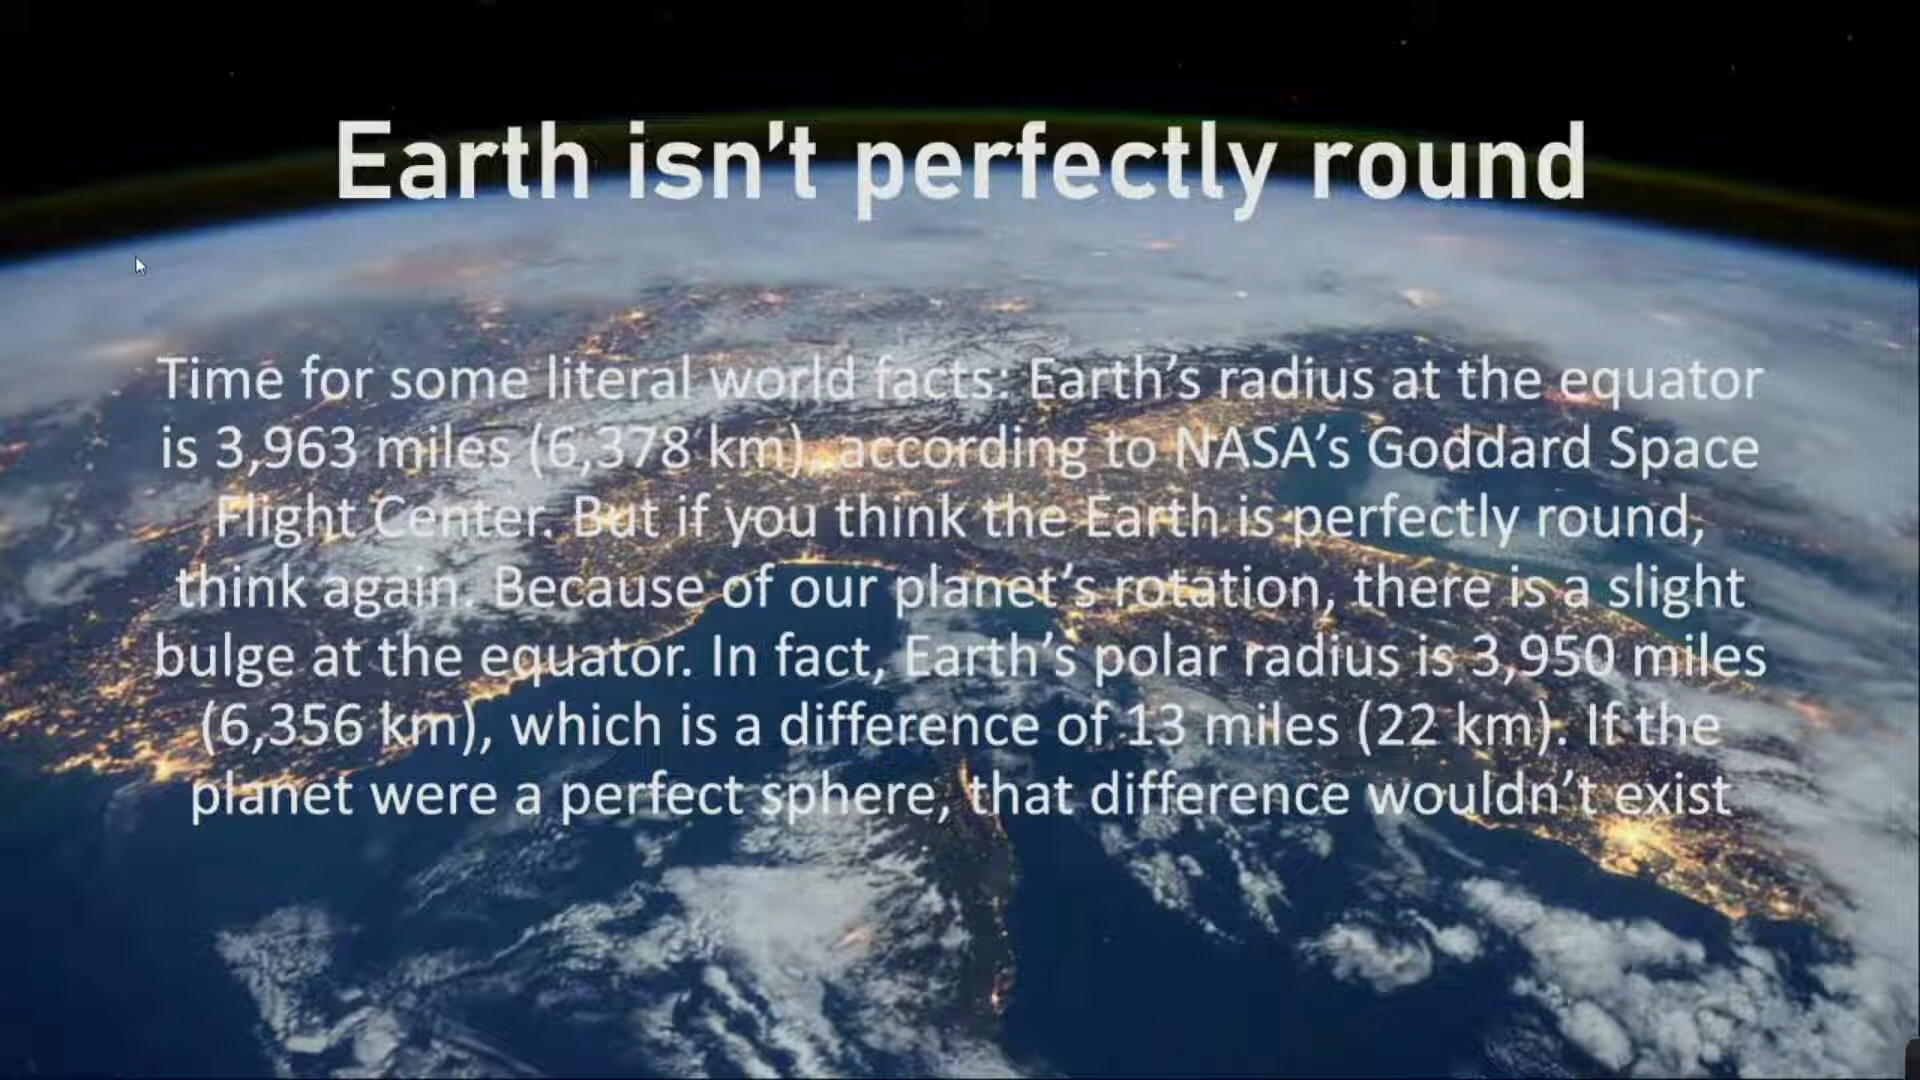 Earth isn’t perfectly round
Time for some literal world facts: Earth’s radius at the equator
is 3,963 miles (6,378 km), according to NASA’s Goddard Space
Flight Center. But if you think the Earth is perfectly round,
think again. Because of our planet’s rotation, there is a slight
bulge at the equator. In fact, Earth’s polar radius is 3,950 miles
(6,356 km), which is a difference of 13 miles (22 km). If the
planet were a perfect sphere, that difference wouldn’t exist